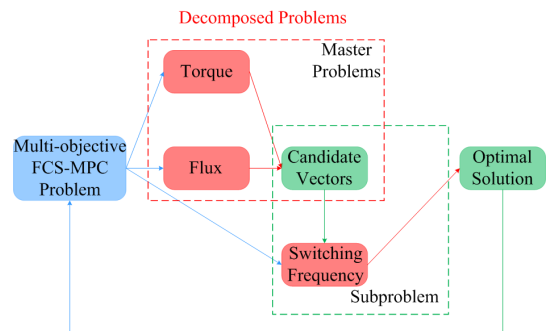 Decomposed Problems
Master
Problems
Torque
Multi-objective
FCS-MPC
Problem
Flux
Candidate
Vectors
Optimal
Solution
Switching
Frequency
Subproblem